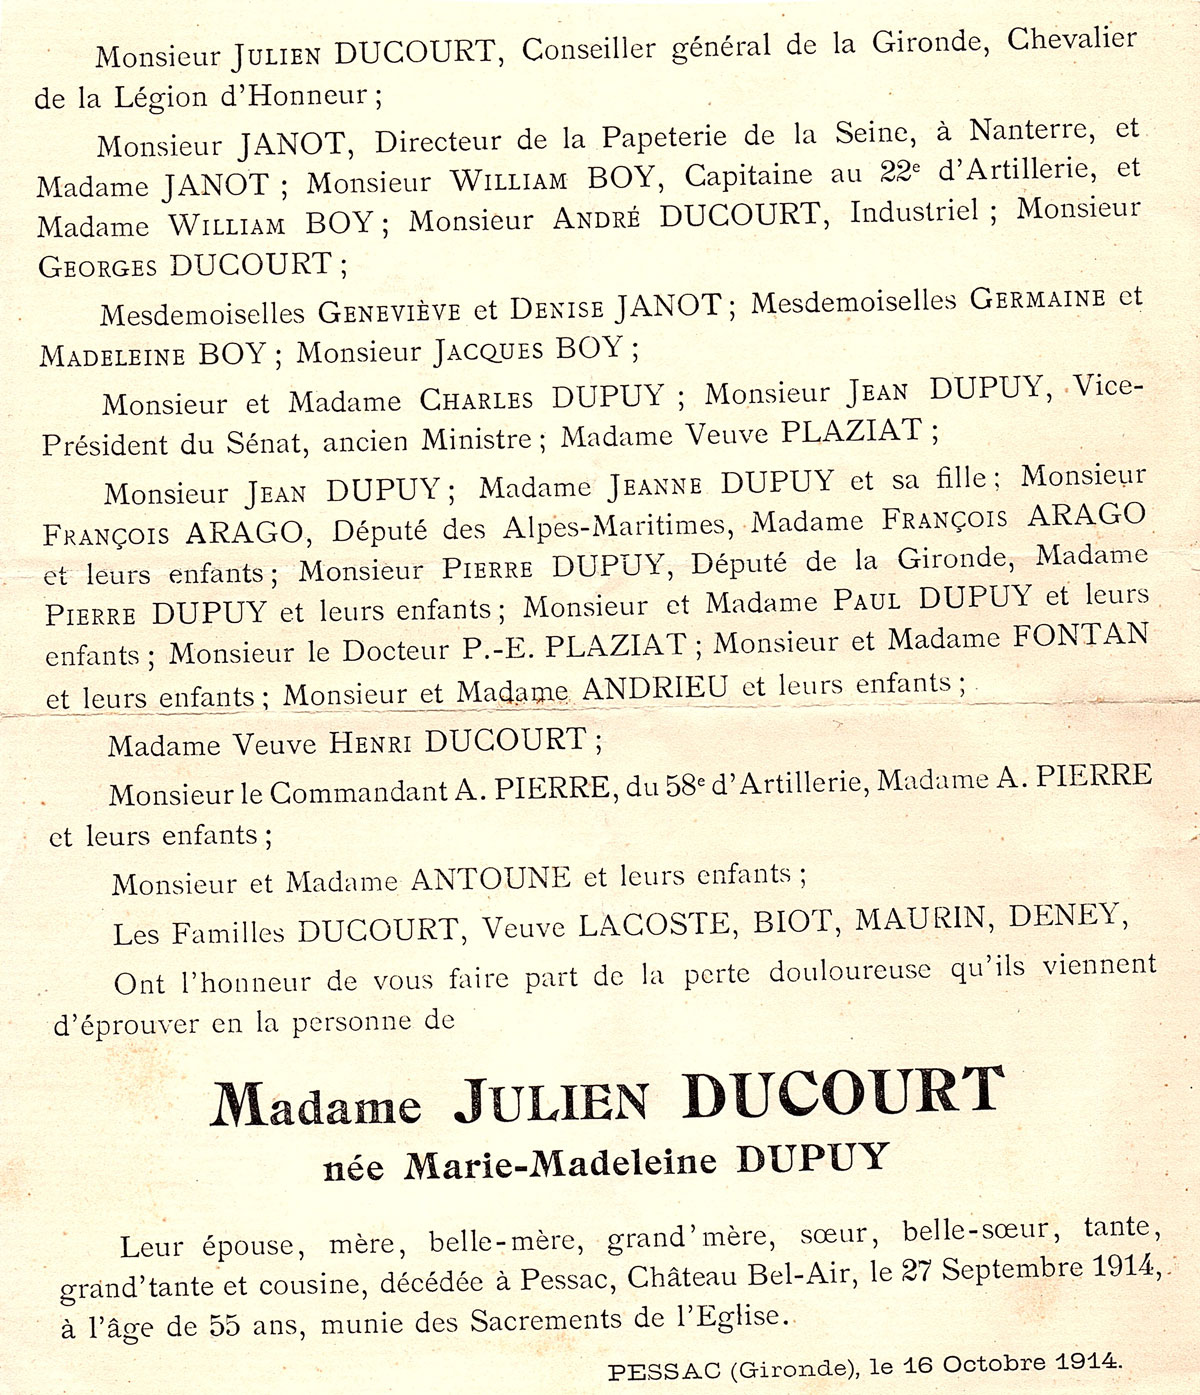 Monsieur JULIEN DUCOURT, Conseiller général de la Gironde, Chevalier
de la Légion d'Honneur ;
Monsieur JANOT, Directeur de la Papeterie de la Seine, à Nanterre, et
Madame JANOT ; Monsieur WILLIAM BOY, Capitaine au 22e d'Artillerie, et
Madame WILLIAM BOY ; Monsieur ANDRÉ DUCOURT, Industriel ; Monsieur
GEORGES DUCOURT ;
Mesdemoiselles GENEVIÈVE et DENISE JANOT ; Mesdemoiselles GERMAINE et
MADELEINE BOY ; Monsieur JACQUES BOY ;
Monsieur et Madame CHARLES DUPUY ; Monsieur JEAN DUPUY, Vice-
Président du Sénat, ancien Ministre ; Madame Veuve PLAZIAT ;
Monsieur JEAN DUPUY ; Madame JEANNE DUPUY et sa fille ; Monsieur
FRANÇOIS ARAGO, Député des Alpes-Maritimes, Madame FRANÇOIS ARAGO
et leurs enfants ; Monsieur PIERRE DUPUY, Député de la Gironde, Madame
PIERRE DUPUY et leurs enfants ; Monsieur et Madame PAUL DUPUY et leurs
enfants ; Monsieur le Docteur P.-E. PLAZIAT ; Monsieur et Madame FONTAN
et leurs enfants ; Monsieur et Madame ANDRIEU et leurs enfants ;
Madame Veuve HENRI DUCOURT ;
Monsieur le Commandant A. PIERRE, du 58e d'Artillerie, Madame A. PIERRE
et leurs enfants ;
Monsieur et Madame ANTOUNE et leurs enfants ;
Les Familles DUCOURT, Veuve LACOSTE, BIOT, MAURIN, DENEY,
Ont l'honneur de vous faire part de la perte douloureuse qu'ils viennent
d'éprouver en la personne de
Madame JULIEN DUCOURT
née Marie-Madeleine DUPUY
Leur épouse, mère, belle-mère, grand'mère, sœur, belle-sœur, tante,
grand'tante et cousine, décédée à Pessac, Château Bel-Air, le 27 Septembre 1914,
à l'âge de 55 ans, munie des Sacrements de l'Eglise.
PESSAC (Gironde), le 16 Octobre 1914.